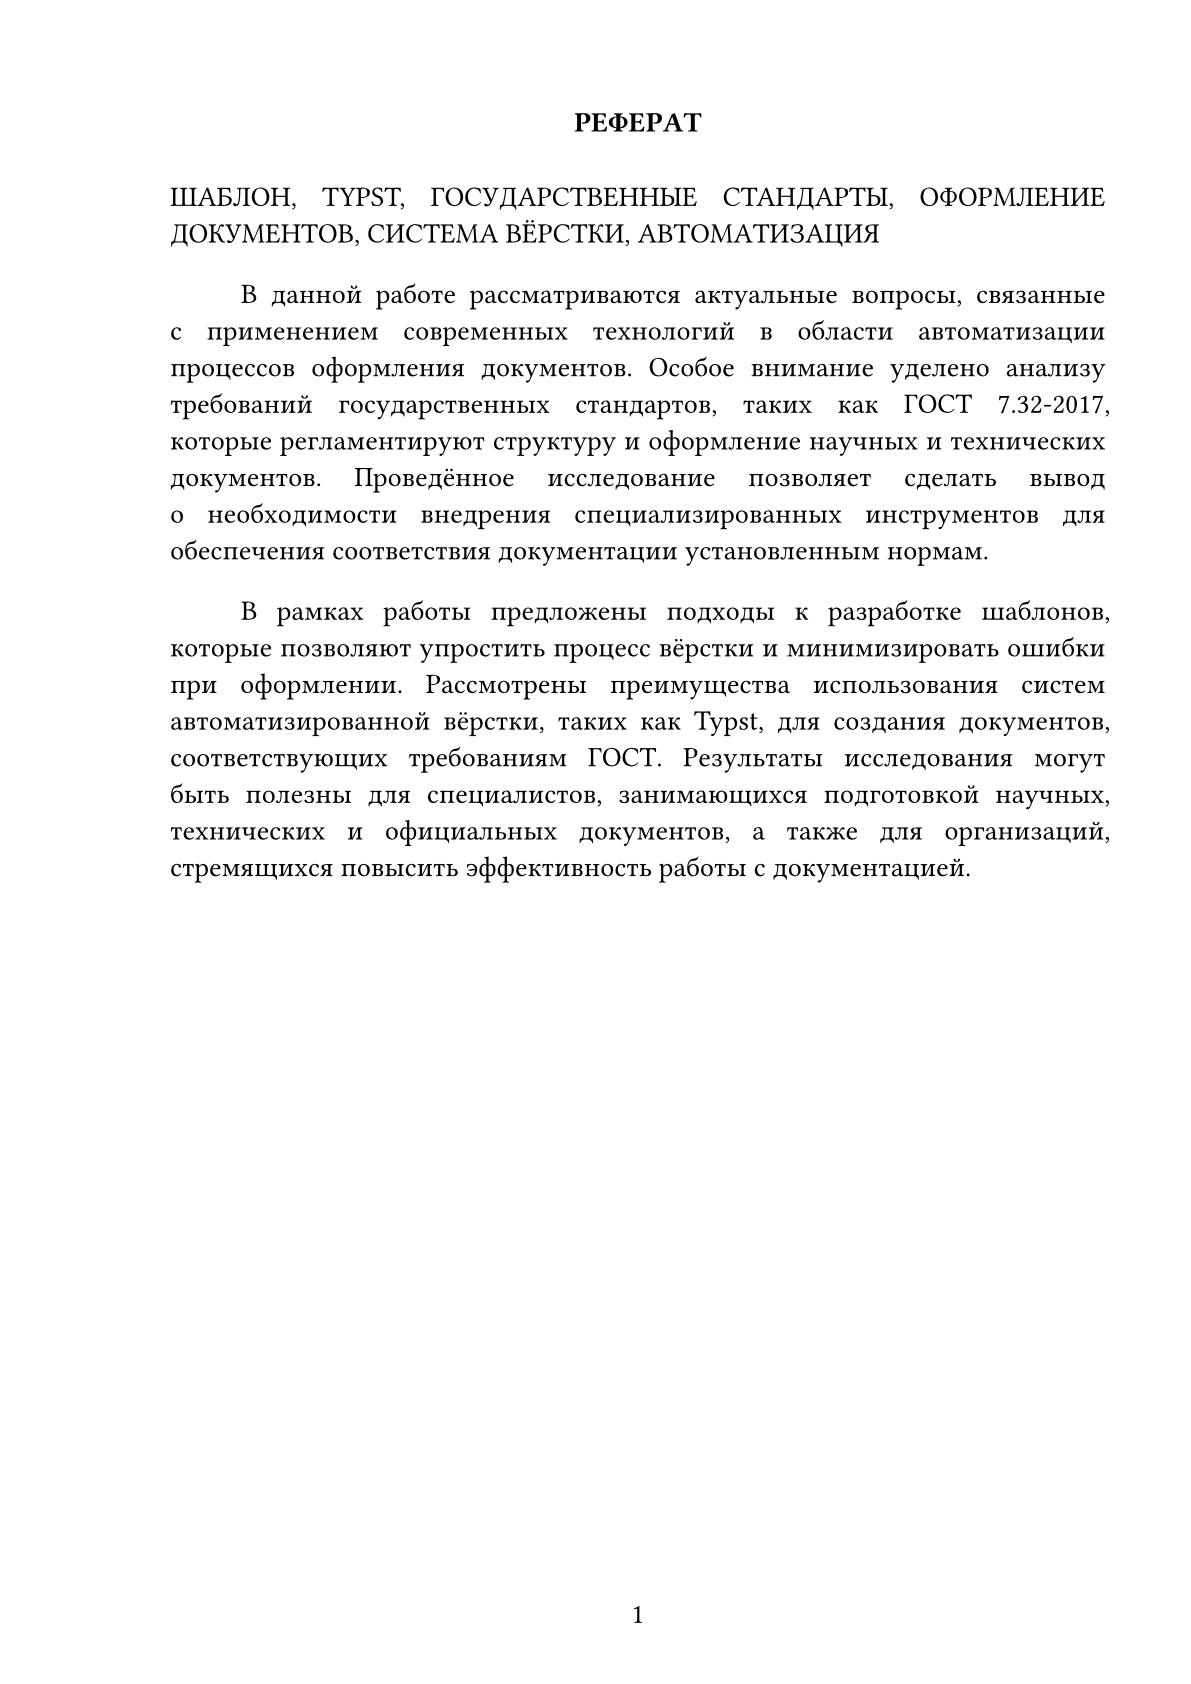 РЕФЕРАТ
ШАБЛОН, TYPST, ГОСУДАРСТВЕННЫЕ СТАНДАРТЫ, ОФОРМЛЕНИЕ
ДОКУМЕНТОВ, СИСТЕМА ВЁРСТКИ, АВТОМАТИЗАЦИЯ
В данной работе рассматриваются актуальные вопросы, связанные
с применением современных технологий в области автоматизации
процессов оформления документов. Особое внимание уделено анализу
требований государственных стандартов, таких как ГОСТ 7.32-2017,
которые регламентируют структуру и оформление научных и технических
документов. Проведённое исследование позволяет сделать вывод
о необходимости внедрения специализированных инструментов для
обеспечения соответствия документации установленным нормам.
В рамках работы предложены подходы к разработке шаблонов,
которые позволяют упростить процесс вёрстки и минимизировать ошибки
при оформлении. Рассмотрены преимущества использования систем
автоматизированной вёрстки, таких как Typst, для создания документов,
соответствующих требованиям ГОСТ. Результаты исследования могут
быть полезны для специалистов, занимающихся подготовкой научных,
технических и официальных документов, а также для организаций,
стремящихся повысить эффективность работы с документацией.
1